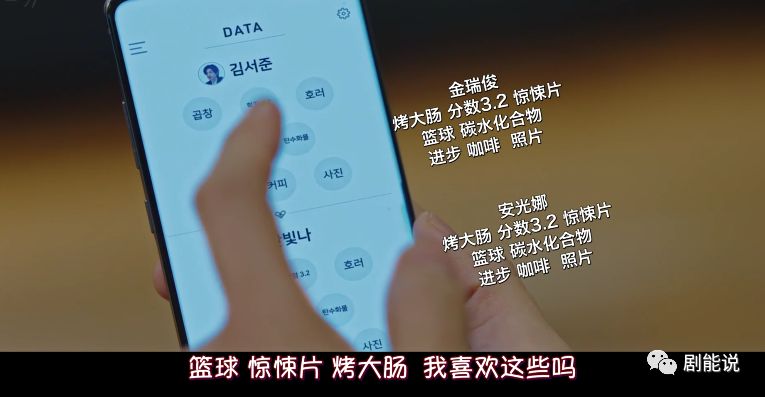 DATA
김서준
곱창
호러
탄수화물
커피
사진
빛나
3.2
호러
탄수화물
사진
金瑞俊
烤大肠 分数3.2 惊悚片
篮球 碳水化合物
进步 咖啡 照片
安光娜
烤大肠 分数3.2 惊悚片
篮球 碳水化合物
进步 咖啡 照片
篮球 惊悚片 烤大肠 我喜欢这些吗
剧能说